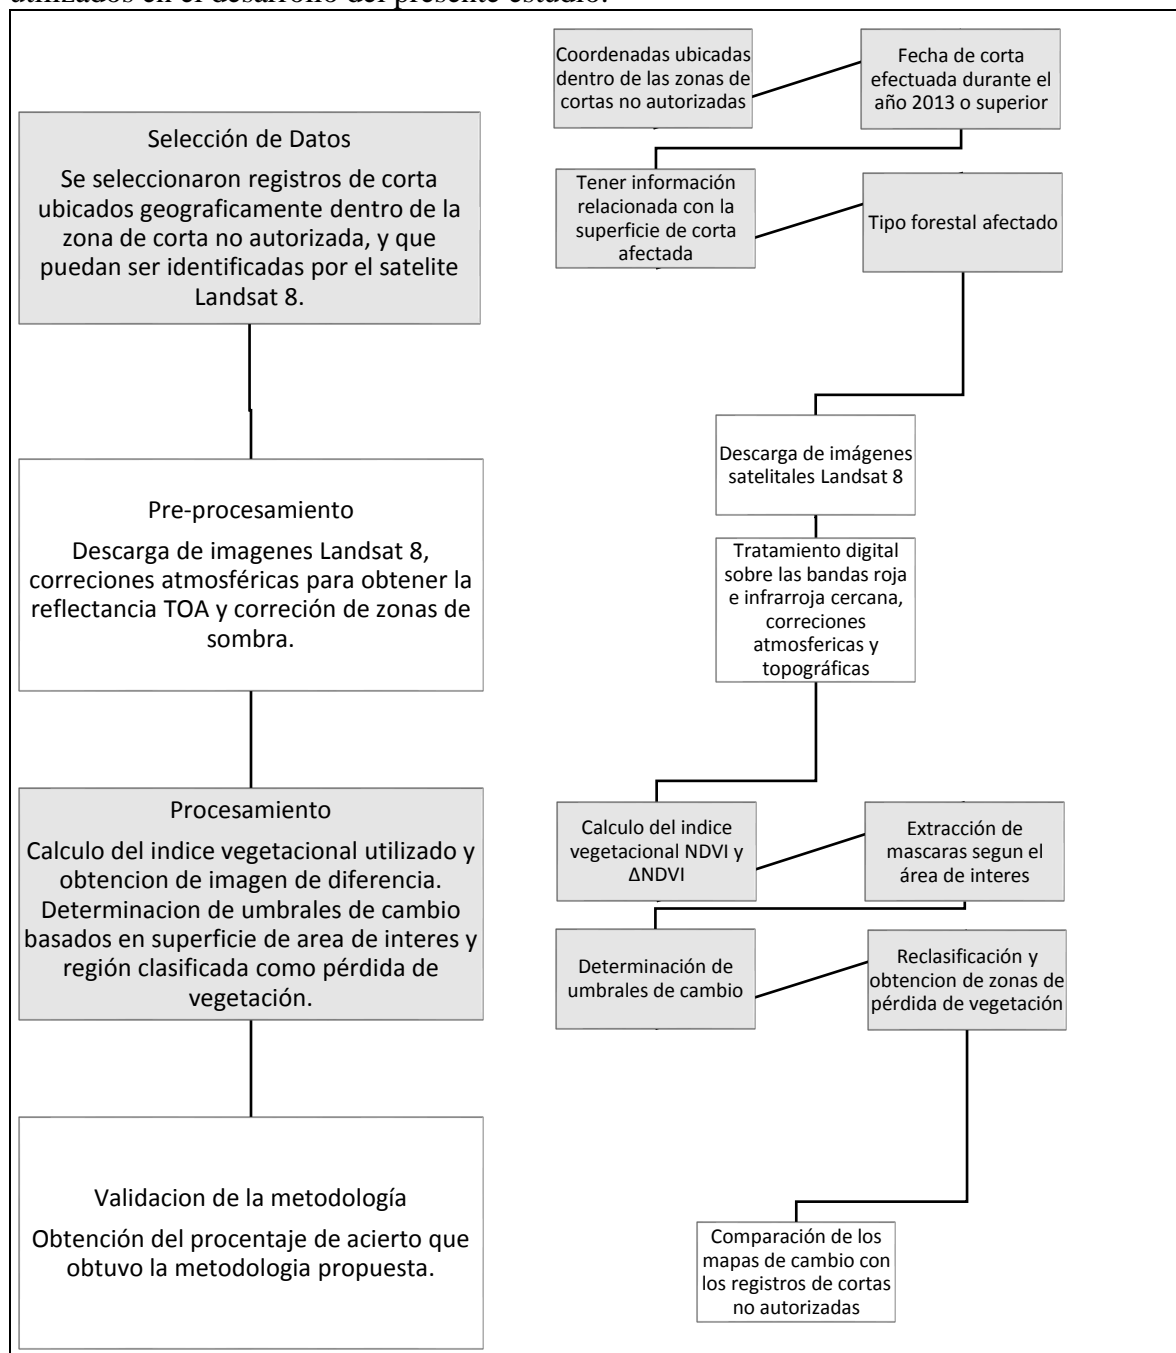 utilizados en el desarrollo del presente estudio.
Selección de Datos
Se seleccionaron registros de corta
ubicados geograficamente dentro de la
zona de corta no autorizada, y que
puedan ser identificadas por el satelite
Landsat 8.
Pre-procesamiento
Descarga de imagenes Landsat 8,
correciones atmosféricas para obtener la
reflectancia TOA y correción de zonas de
sombra.
Procesamiento
Calculo del indice vegetacional utilizado y
obtencion de imagen de diferencia.
Determinacion de umbrales de cambio
basados en superficie de area de interes y
región clasificada como pérdida de
vegetación.
Validacion de la metodología
Obtención del procentaje de acierto que
obtuvo la metodologia propuesta.
Coordenadas ubicadas
dentro de las zonas de
cortas no autorizadas
Fecha de corta
efectuada durante el
año 2013 o superior
Tener información
relacionada con la
superficie de corta
afectada
Tipo forestal afectado
Descarga de imágenes
satelitales Landsat 8
Tratamiento digital
sobre las bandas roja
e infrarroja cercana,
correciones
atmosfericas y
topográficas
Calculo del indice
vegetacional NDVI y
ΔNDVI
Extracción de
mascaras segun el
área de interes
Determinación de
umbrales de cambio
Reclasificación y
obtencion de zonas de
pérdida de vegetación
Comparación de los
mapas de cambio con
los registros de cortas
no autorizadas